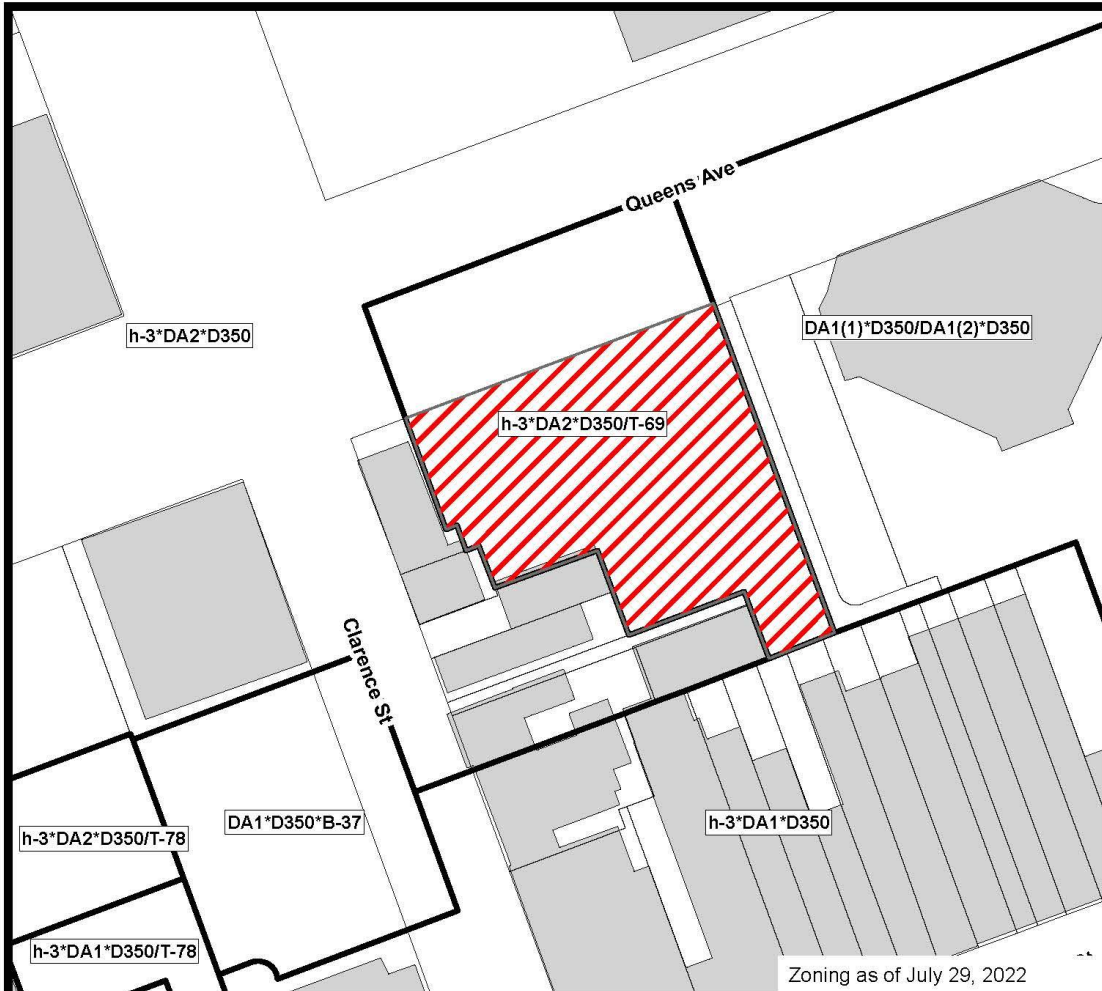 Queens Ave
h-3*DA2*D350
DA1(1)*D350/DA1(2)*D350
h-3*DA2*D350/T-69
Clarence St
DA1*D350*B-37
h-3*DA1*D350
h-3*DA2*D350/T-78
h-3*DA1*D350/T-78
Zoning as of July 29, 2022